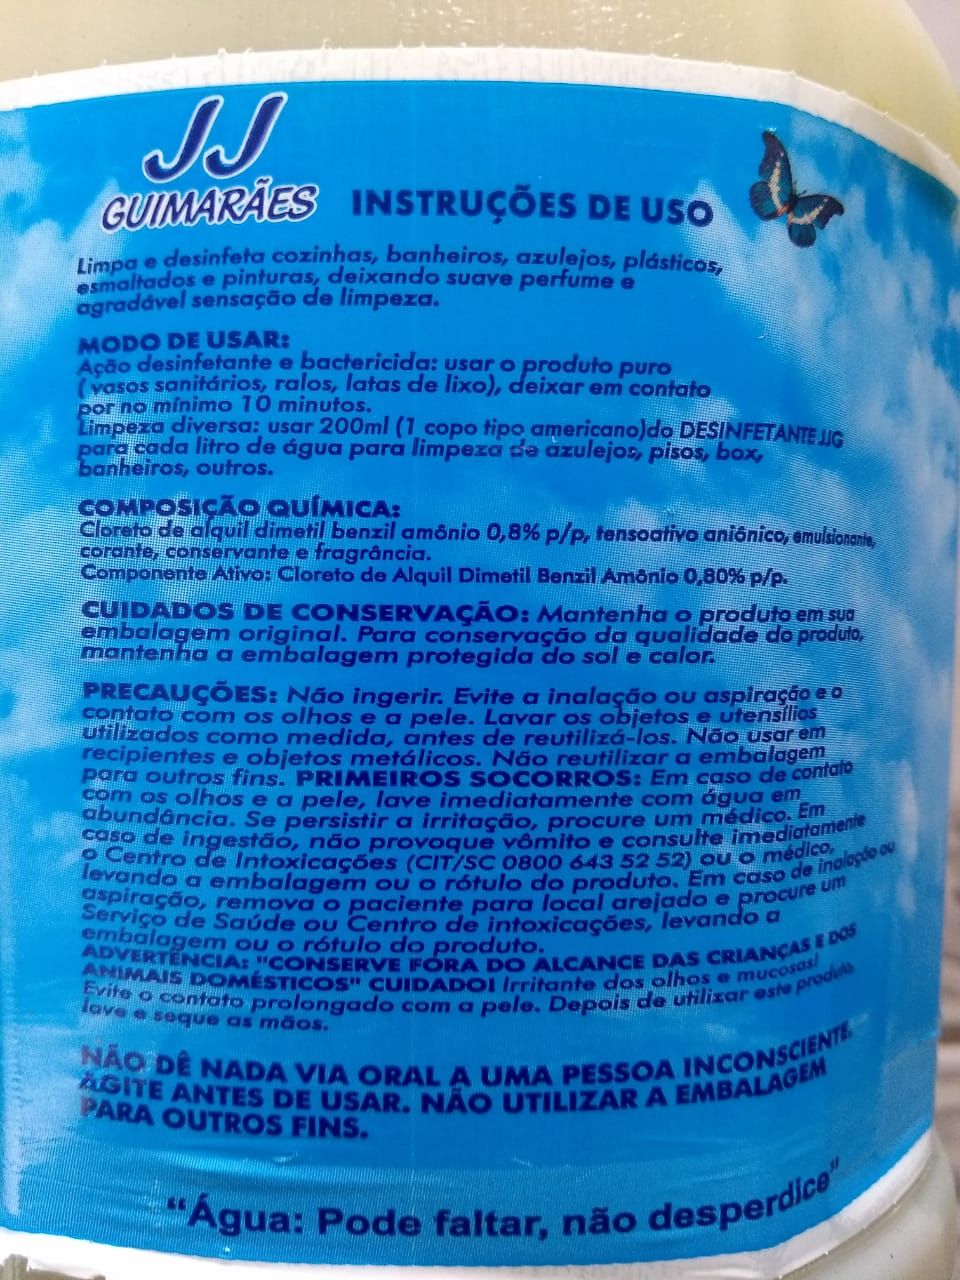 JJ
GUIMARÃES
INSTRUÇÕES DE USO
Limpa e desinfeta cozinhas, banheiros, azulejos, plásticos,
esmaltados e pinturas, deixando suave perfume e
agradável sensação de limpeza.
MODO DE USAR:
Ação desinfetante e bactericida: usar o produto puro
( vasos sanitários, ralos, latas de lixo), deixar em contato
por no mínimo 10 minutos.
Limpeza diversa: usar 200ml (1 copo tipo americano)do DESINFETANTE JJG
para cada litro de água para limpeza de azulejos, pisos, box,
banheiros, outros.
COMPOSIÇÃO QUÍMICA:
Cloreto de alquil dimetil benzil amônio 0,8% p/p, tensoativo aniônico, emulsionante,
corante, conservante e fragrância.
Componente Ativo: Cloreto de Alquil Dimetil Benzil Amônio 0,80% p/p.
CUIDADOS DE CONSERVAÇÃO: Mantenha o produto em sua
embalagem original. Para conservação da qualidade do produto,
mantenha a embalagem protegida do sol e calor.
PRECAUÇÕES: Não ingerir. Evite a inalação ou aspiração e o
contato com os olhos e a pele. Lavar os objetos e utensílios
utilizados como medida, antes de reutilizá-los. Não usar em
recipientes e objetos metálicos. Não reutilizar a embalagem
para outros fins. PRIMEIROS SOCORROS: Em caso de contato
com os olhos e a pele, lave imediatamente com água em
abundância. Se persistir a irritação, procure um médico. Em
caso de ingestão, não provoque vômito e consulte imediatamente
o Centro de Intoxicações (CIT/SC 0800 643 52 52) ou o médico,
levando a embalagem ou o rótulo do produto. Em caso de inalação ou
aspiração, remova o paciente para local arejado e procure um
Serviço de Saúde ou Centro de intoxicações, levando a
embalagem ou o rótulo do produto.
ADVERTÊNCIA: "CONSERVE FORA DO ALCANCE DAS CRIANÇAS E DOS
ANIMAIS DOMÉSTICOS" CUIDADO! Irritante dos olhos e mucosas!
Evite o contato prolongado com a pele. Depois de utilizar este produto,
lave e seque as mãos.
NÃO DÊ NADA VIA ORAL A UMA PESSOA INCONSCIENTE.
AGITE ANTES DE USAR. NÃO UTILIZAR A EMBALAGEM
PARA OUTROS FINS.
"Água: Pode faltar, não desperdice"